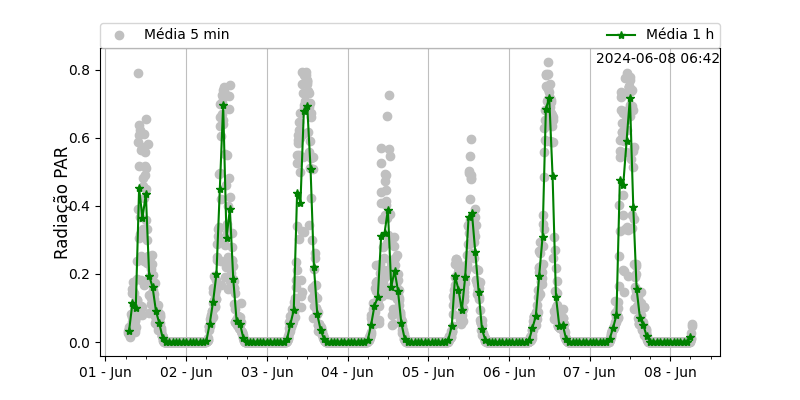 Média 5 min
Média 1 h
2024-06-08 06:42
Radiação PAR
0.8
0.6
0.4
0.2
0.0
01 - Jun
02 - Jun
03 - Jun
04 - Jun
05 - Jun
06 - Jun
07 - Jun
08 - Jun